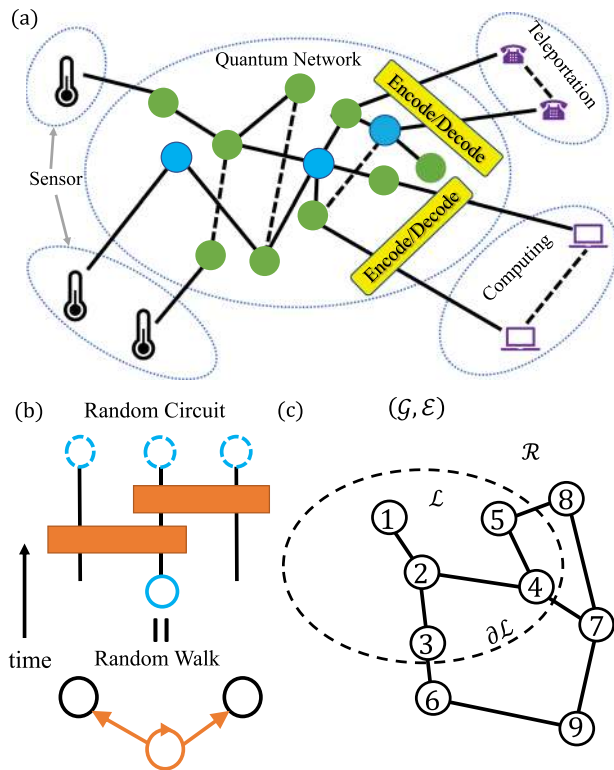 (a)
Quantum Network
Teleportation
Encode/Decode
Sensor
Encode/Decode
Computing
(b)
Random Circuit
time
Random Walk
(c)
(𝒢, ℰ)
ℛ
ℒ
1
5
8
2
4
3
∂ℒ
7
6
9